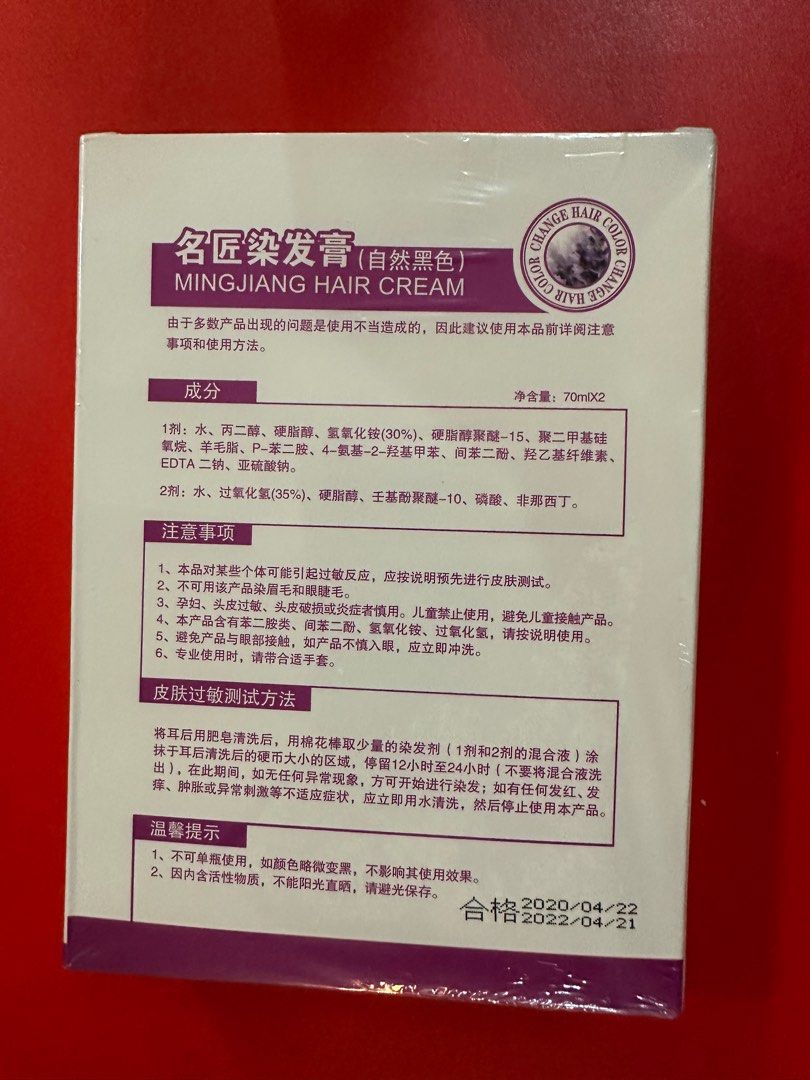 名匠染发膏(自然黑色)
MINGJIANG HAIR CREAM
CHANGE HAIR COLOR CHANGE HAIR COLOR
由于多数产品出现的问题是使用不当造成的，因此建议使用本品前详阅注意
事项和使用方法。
成分
净含量：70mlX2
1剂：水、丙二醇、硬脂醇、氢氧化铵(30%)、硬脂醇聚醚-15、聚二甲基硅
氧烷、羊毛脂、P-苯二胺、4-氨基-2-羟基甲苯、间苯二酚、羟乙基纤维素、
EDTA 二钠、亚硫酸钠。
2剂：水、过氧化氢(35%)、硬脂醇、壬基酚聚醚-10、磷酸、非那西丁。
注意事项
1、本品对某些个体可能引起过敏反应，应按说明预先进行皮肤测试。
2、不可用该产品染眉毛和眼睫毛。
3、孕妇、头皮过敏、头皮破损或炎症者慎用。儿童禁止使用，避免儿童接触产品。
4、本产品含有苯二胺类、间苯二酚、氢氧化铵、过氧化氢，请按说明使用。
5、避免产品与眼部接触，如产品不慎入眼，应立即冲洗。
6、专业使用时，请带合适手套。
皮肤过敏测试方法
将耳后用肥皂清洗后，用棉花棒取少量的染发剂（1剂和2剂的混合液）涂
抹于耳后清洗后的硬币大小的区域，停留12小时至24小时（不要将混合液洗
出），在此期间，如无任何异常现象，方可开始进行染发；如有任何发红、发
痒、肿胀或异常刺激等不适应症状，应立即用水清洗，然后停止使用本产品。
温馨提示
1、不可单瓶使用，如颜色略微变黑，不影响其使用效果。
2、因内含活性物质，不能阳光直晒，请避光保存。
合格 2020/04/22
2022/04/21